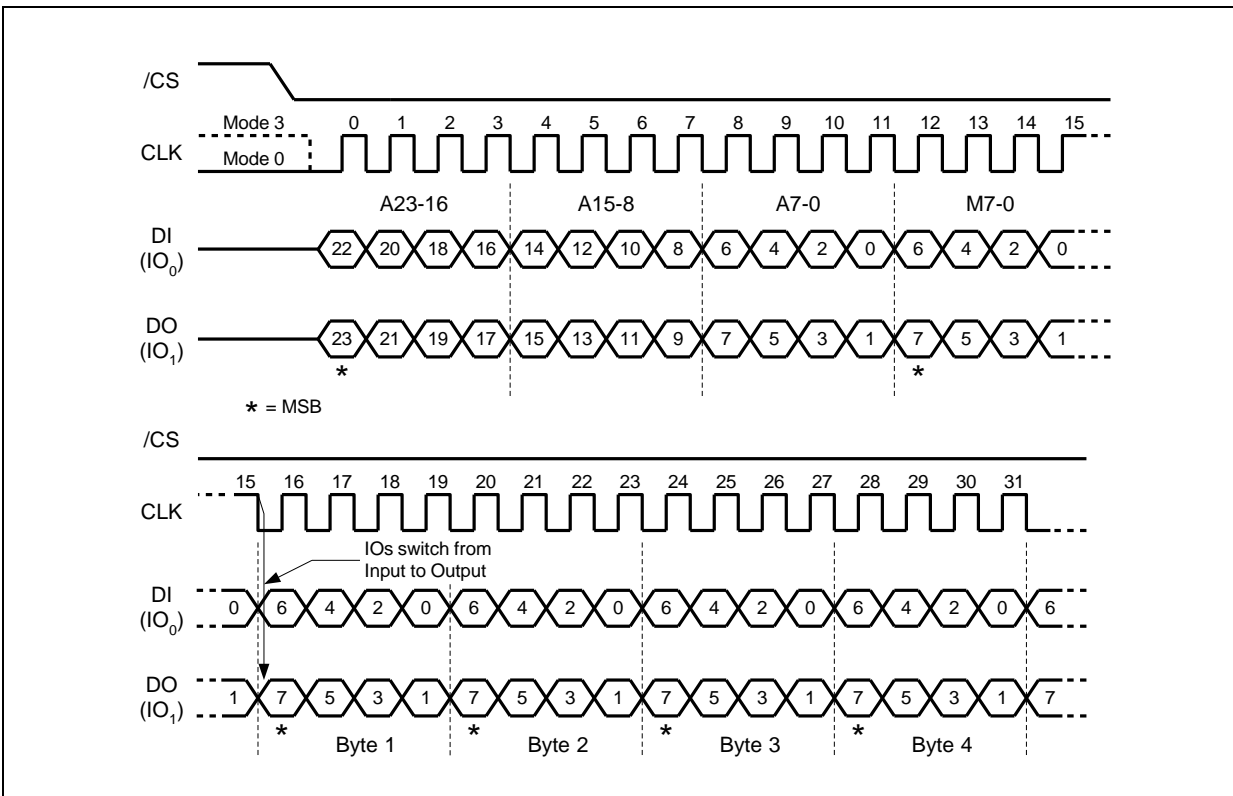 /CS
Mode 3
0 1 2 3 4 5 6 7 8 9 10 11 12 13 14 15
CLK
Mode 0
A23-16 A15-8 A7-0 M7-0
DI
(IO0)
22 20 18 16 14 12 10 8 6 4 2 0 6 4 2 0
DO
(IO1)
23 21 19 17 15 13 11 9 7 5 3 1 7 5 3 1
* *
* = MSB
/CS
15 16 17 18 19 20 21 22 23 24 25 26 27 28 29 30 31
CLK
IOs switch from
Input to Output
DI
(IO0)
0 6 4 2 0 6 4 2 0 6 4 2 0 6 4 2 0 6
DO
(IO1)
1 7 5 3 1 7 5 3 1 7 5 3 1 7 5 3 1 7
* * * *
Byte 1 Byte 2 Byte 3 Byte 4